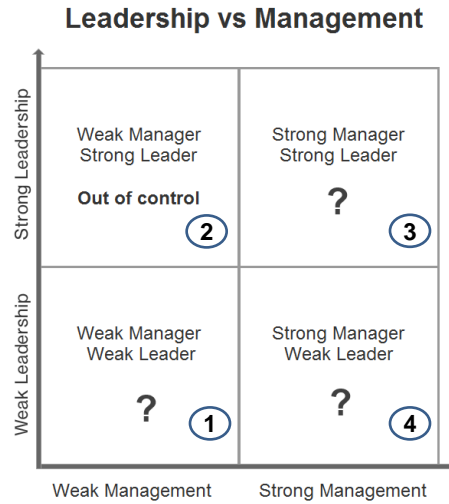 Leadership vs Management
Strong Leadership
Weak Manager
Strong Leader
Out of control
2
Strong Manager
Strong Leader
?
3
Weak Leadership
Weak Manager
Weak Leader
?
1
Strong Manager
Weak Leader
?
4
Weak Management
Strong Management